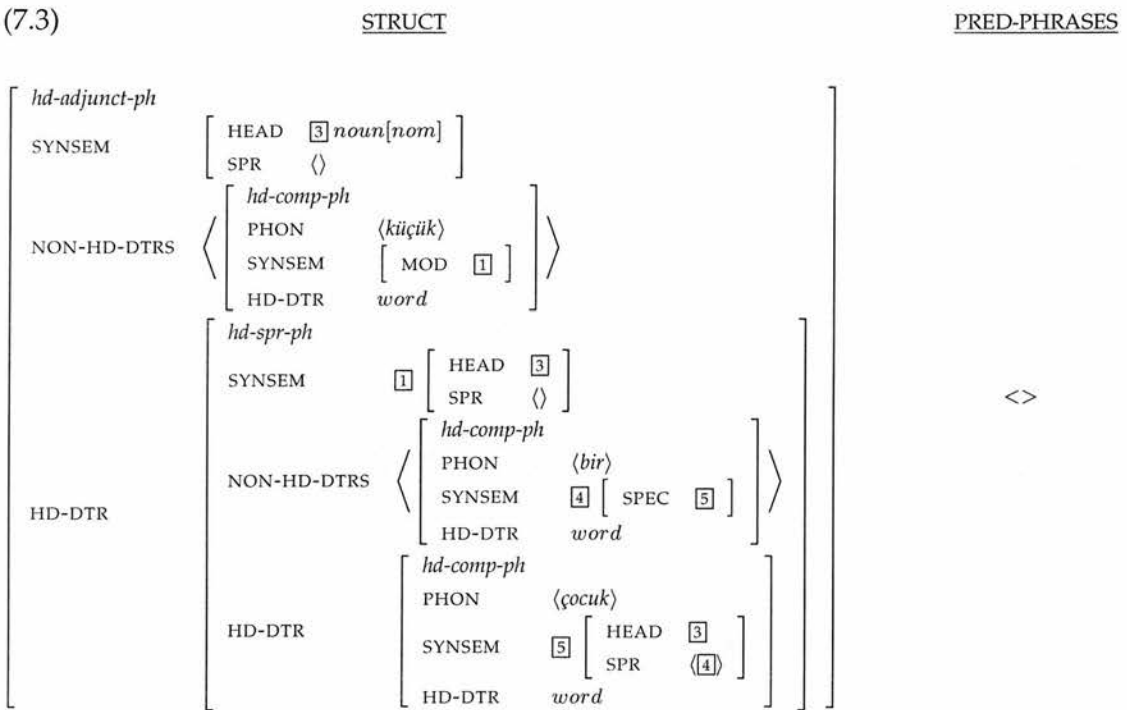 (7.3) STRUCT PRED-PHRASES
hd-adjunct-ph
SYNSEM [ HEAD [3] noun[nom]
SPR ⟨⟩ ]
NON-HD-DTRS ⟨ [ hd-comp-ph
PHON ⟨küçük⟩
SYNSEM [ MOD [1] ]
HD-DTR word ] ⟩
HD-DTR [ hd-spr-ph
SYNSEM [1] [ HEAD [3]
SPR ⟨⟩ ]
NON-HD-DTRS ⟨ [ hd-comp-ph
PHON ⟨bir⟩
SYNSEM [4] [ SPEC [5] ]
HD-DTR word ] ⟩
HD-DTR [ hd-comp-ph
PHON ⟨çocuk⟩
SYNSEM [5] [ HEAD [3]
SPR ⟨[4]⟩ ]
HD-DTR word ] ]
<>